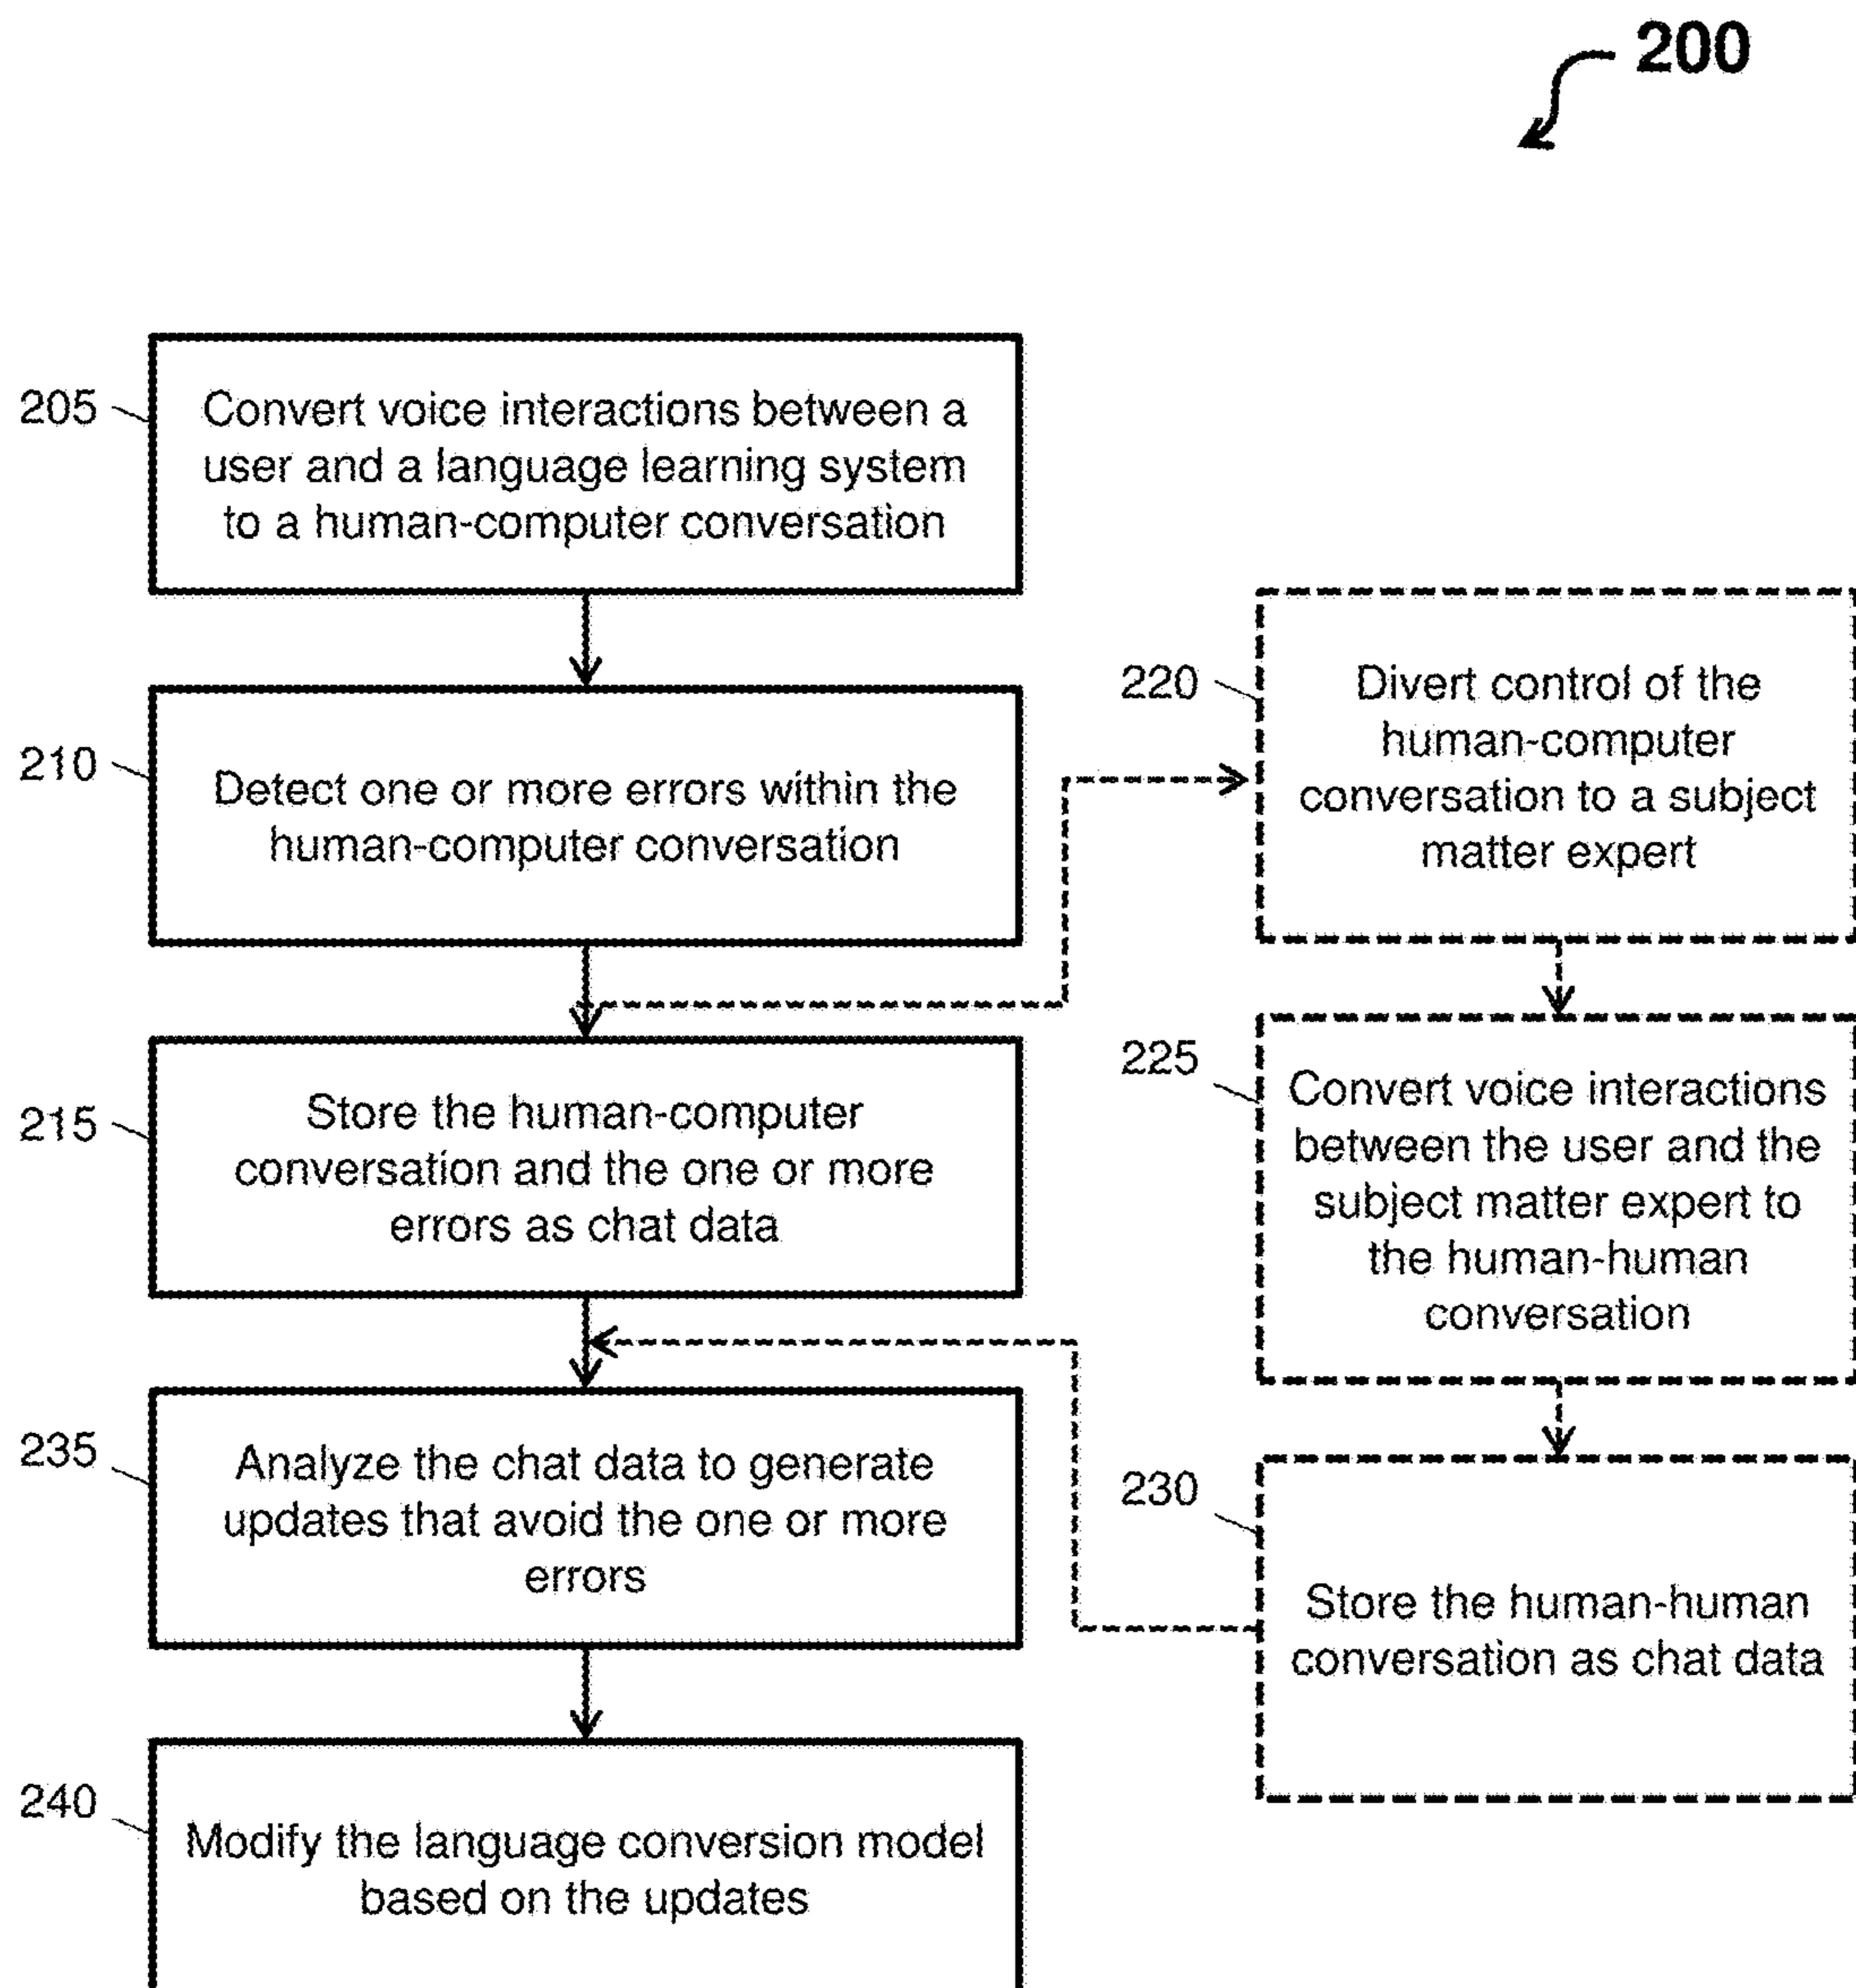 200
205
Convert voice interactions between a
user and a language learning system
to a human-computer conversation
210
Detect one or more errors within the
human-computer conversation
215
Store the human-computer
conversation and the one or more
errors as chat data
220
Divert control of the
human-computer
conversation to a subject
matter expert
225
Convert voice interactions
between the user and the
subject matter expert to
the human-human
conversation
230
Store the human-human
conversation as chat data
235
Analyze the chat data to generate
updates that avoid the one or more
errors
240
Modify the language conversion model
based on the updates